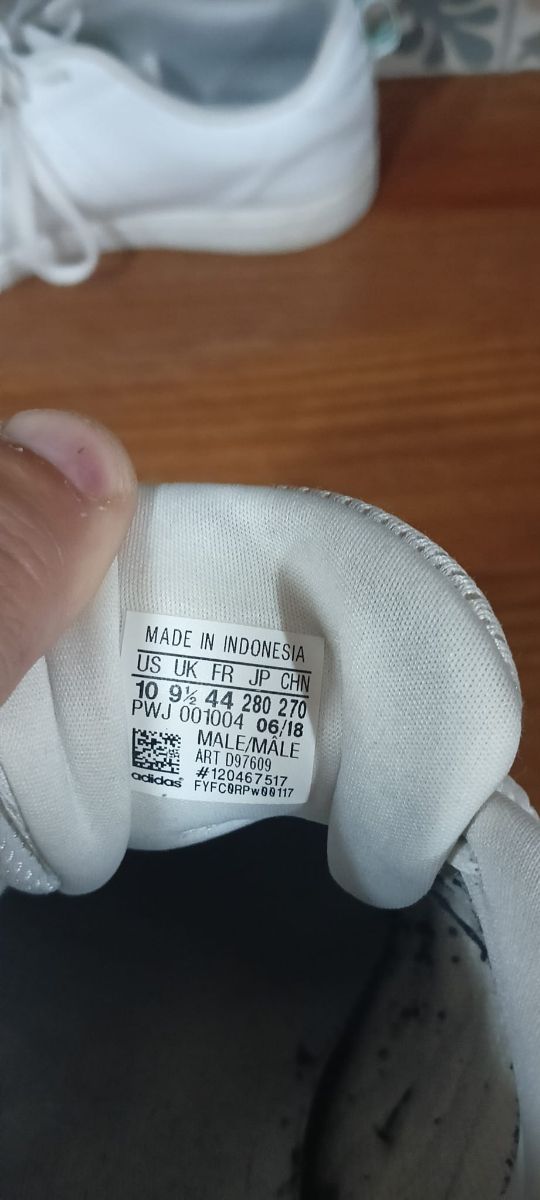 MADE IN INDONESIA
US UK FR JP CHN
10 9½ 44 280 270
PWJ 001004 06/18
MALE/MÂLE
ART D97609
#120467517
adidas FYFC0RPw00117